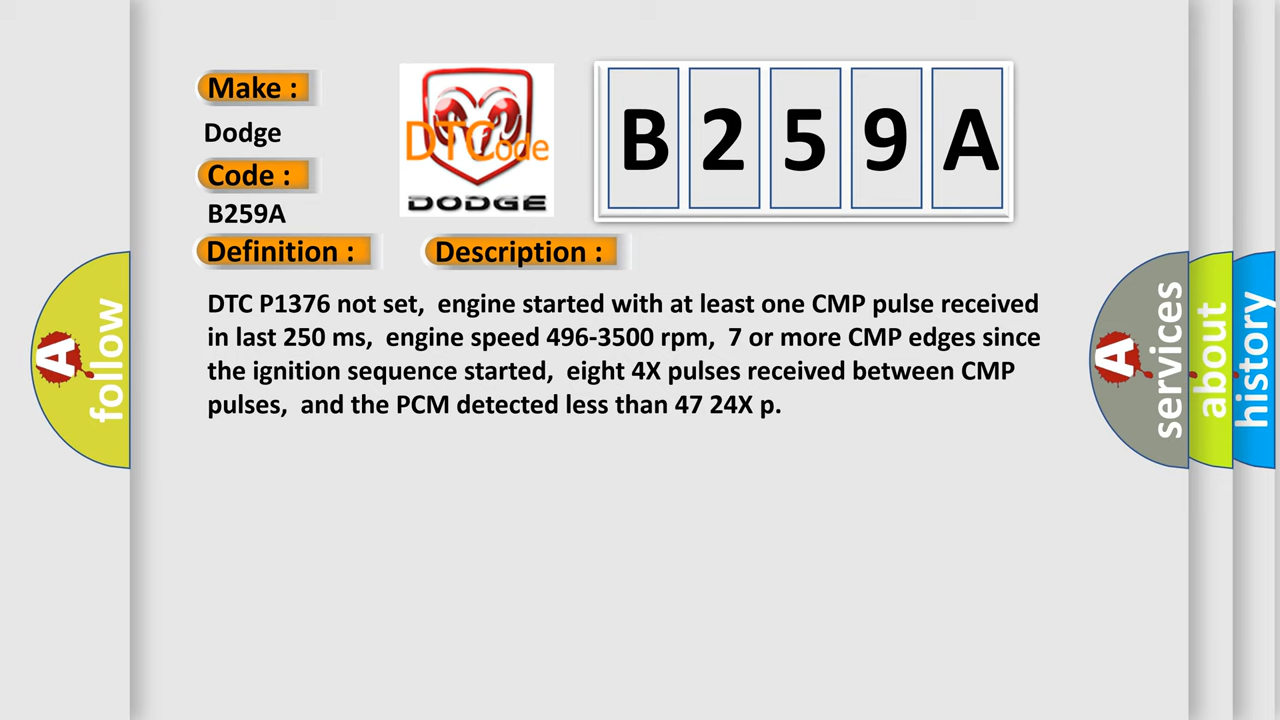 Make :
Dodge
Code :
B259A
Definition :
Description :
DTC P1376 not set,  engine started with at least one CMP pulse received
in last 250 ms,  engine speed 496-3500 rpm,  7 or more CMP edges since
the ignition sequence started,  eight 4X pulses received between CMP
pulses,  and the PCM detected less than 47 24X p.
DTCode
DODGE
B 2 5 9 A
A follow
A services
about
history